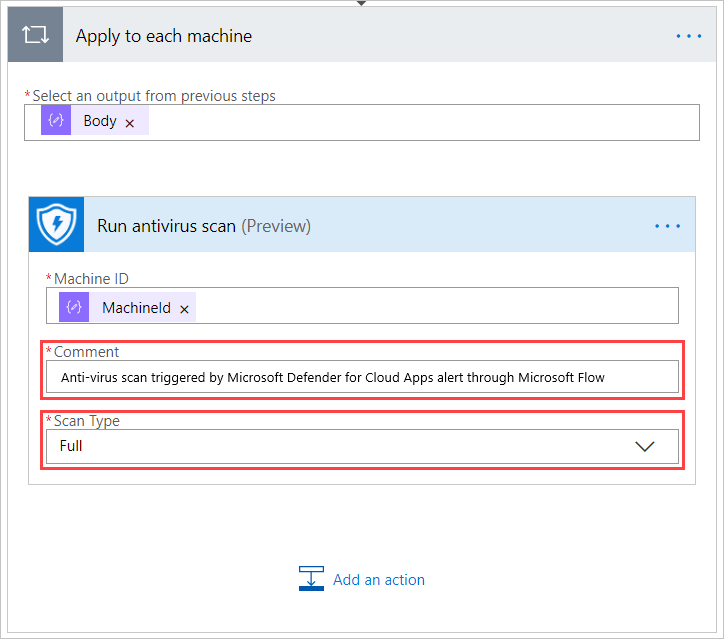 Apply to each machine
*Select an output from previous steps
Body
Run antivirus scan (Preview)
*Machine ID
MachineId
*Comment
Anti-virus scan triggered by Microsoft Defender for Cloud Apps alert through Microsoft Flow
*Scan Type
Full
Add an action